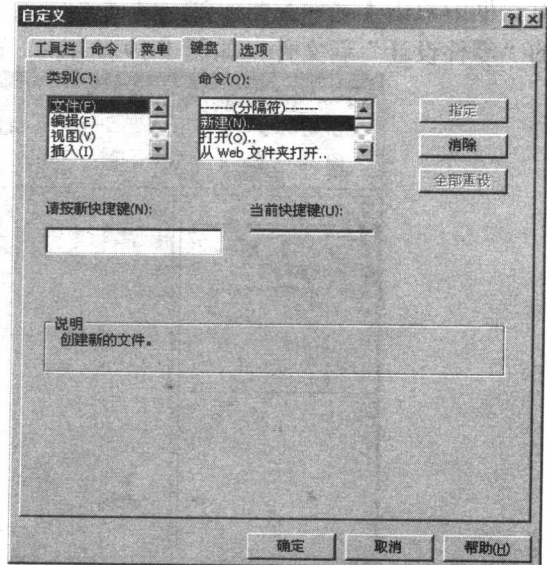 自定义
工具栏 命令 菜单 键盘 选项
类别(C): 命令(O):
文件(F)
编辑(E)
视图(V)
插入(I)
-------(分隔符)-------
新建(N)..
打开(O)..
从 Web 文件夹打开..
指定
消除
全部重设
请按新快捷键(N): 当前快捷键(U):
说明
创建新的文件。
确定 取消 帮助(H)